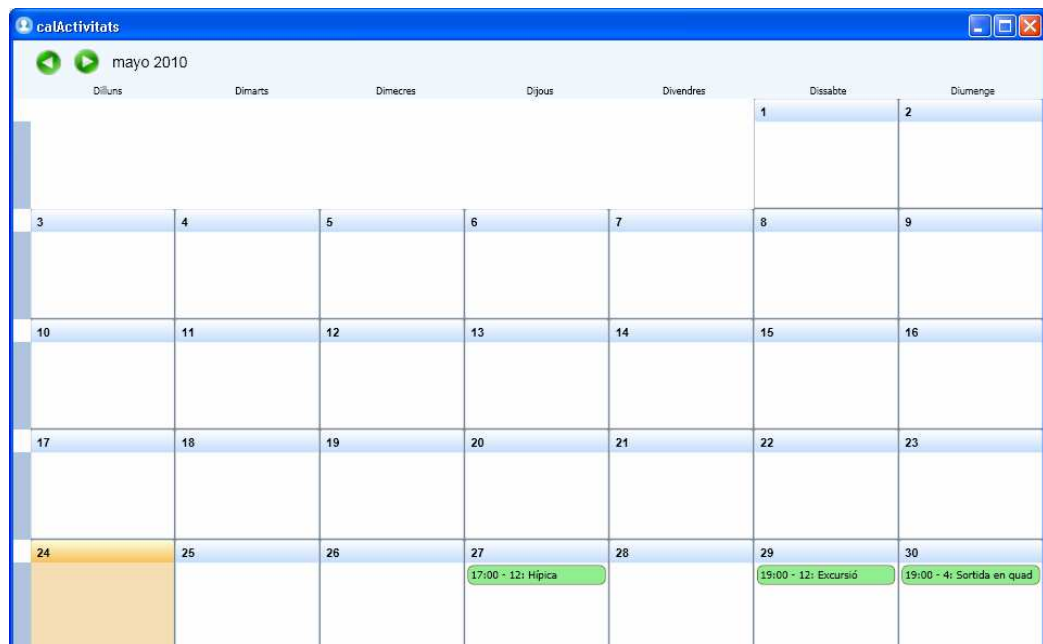 calActivitats
mayo 2010
Dilluns Dimarts Dimecres Dijous Divendres Dissabte Diumenge
1 2
3 4 5 6 7 8 9
10 11 12 13 14 15 16
17 18 19 20 21 22 23
24 25 26 27 28 29 30
17:00 - 12: Hípica 19:00 - 12: Excursió 19:00 - 4: Sortida en quad